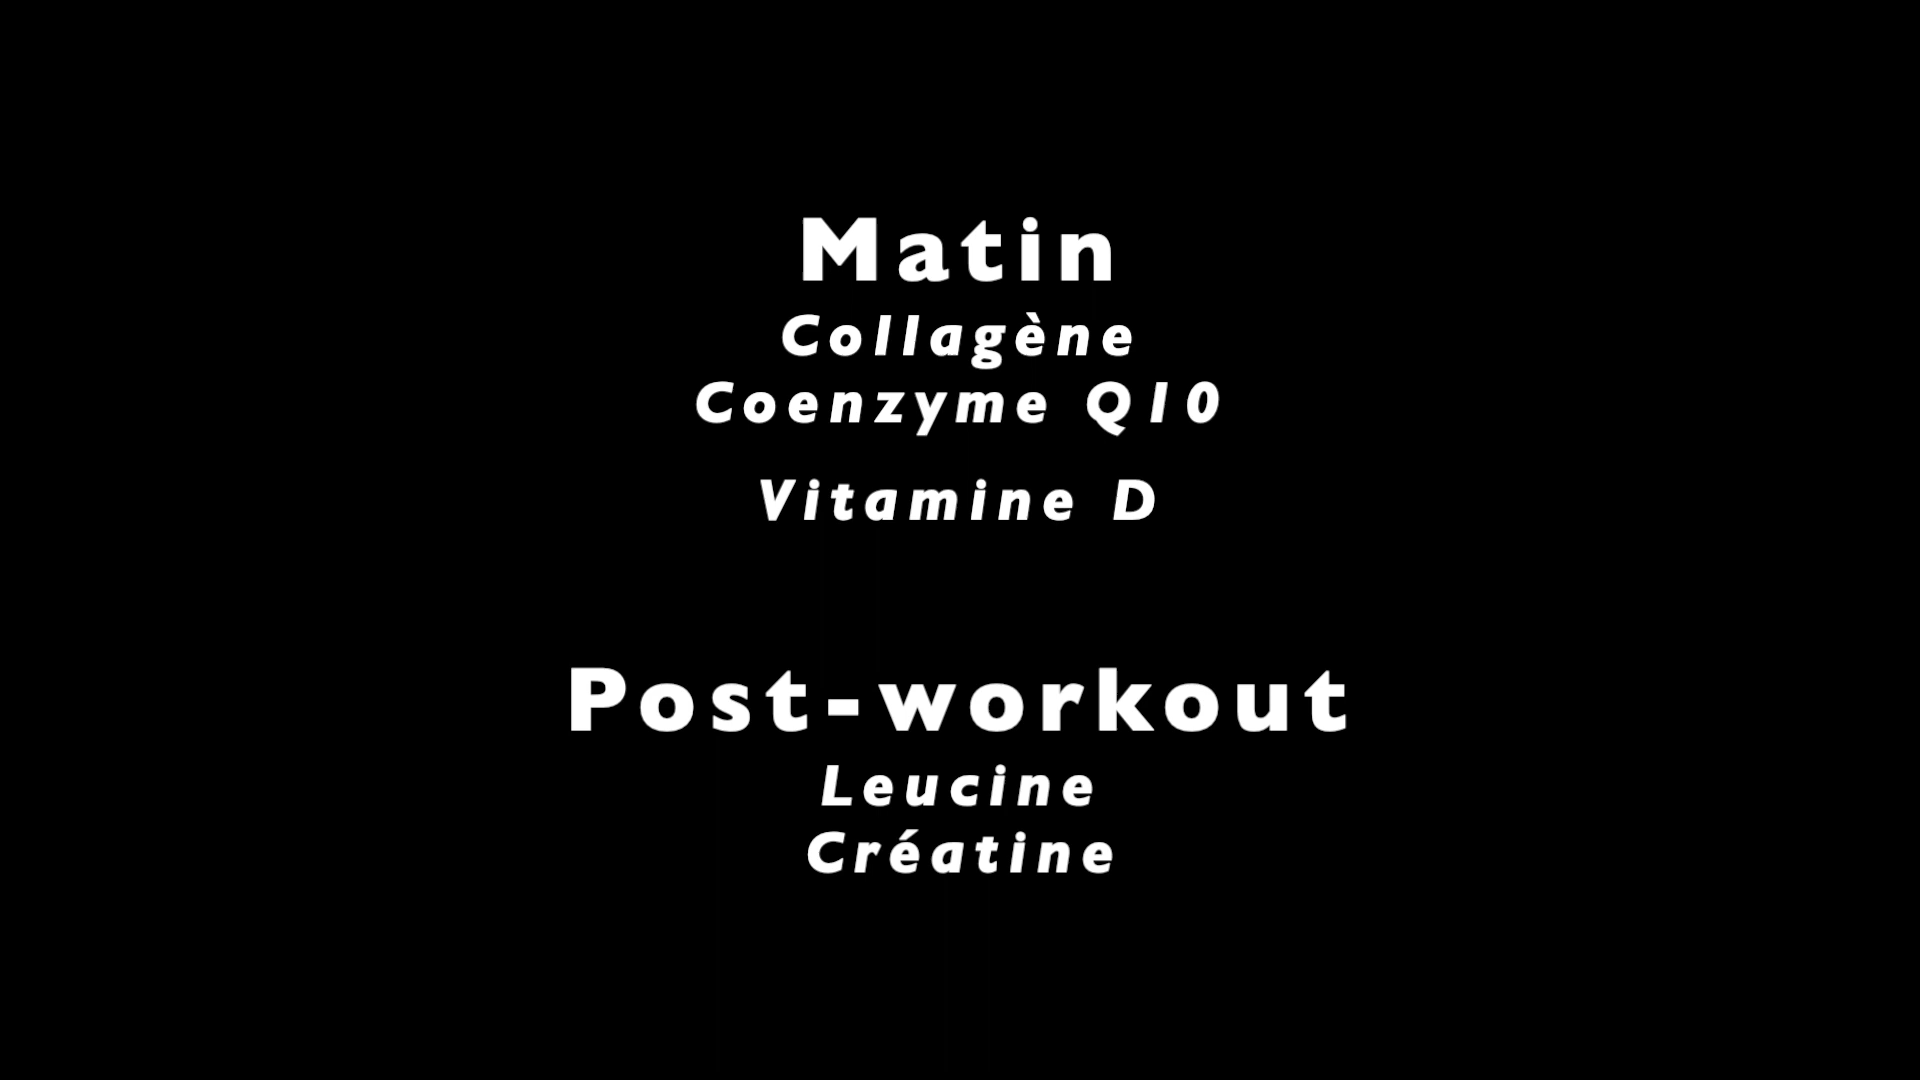 Matin
Collagène
Coenzyme Q10
Vitamine D
Post-workout
Leucine
Créatine